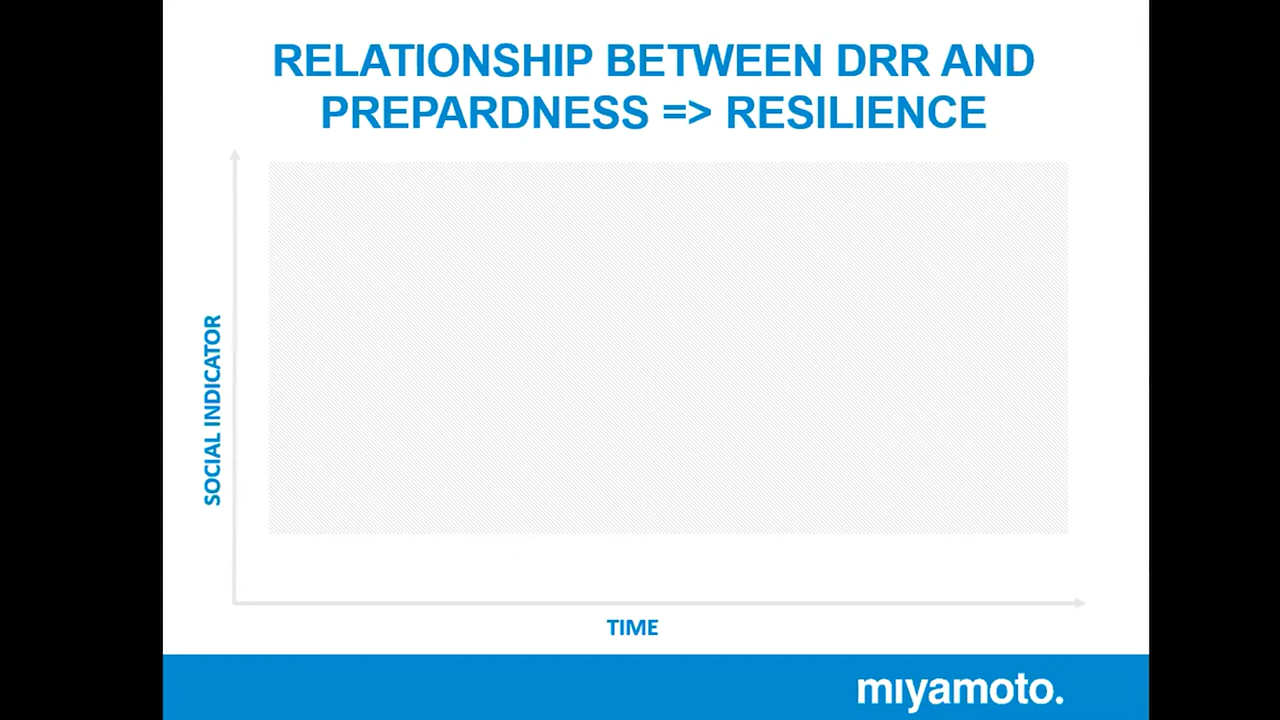 RELATIONSHIP BETWEEN DRR AND
PREPARDNESS => RESILIENCE
SOCIAL INDICATOR
TIME
miyamoto.